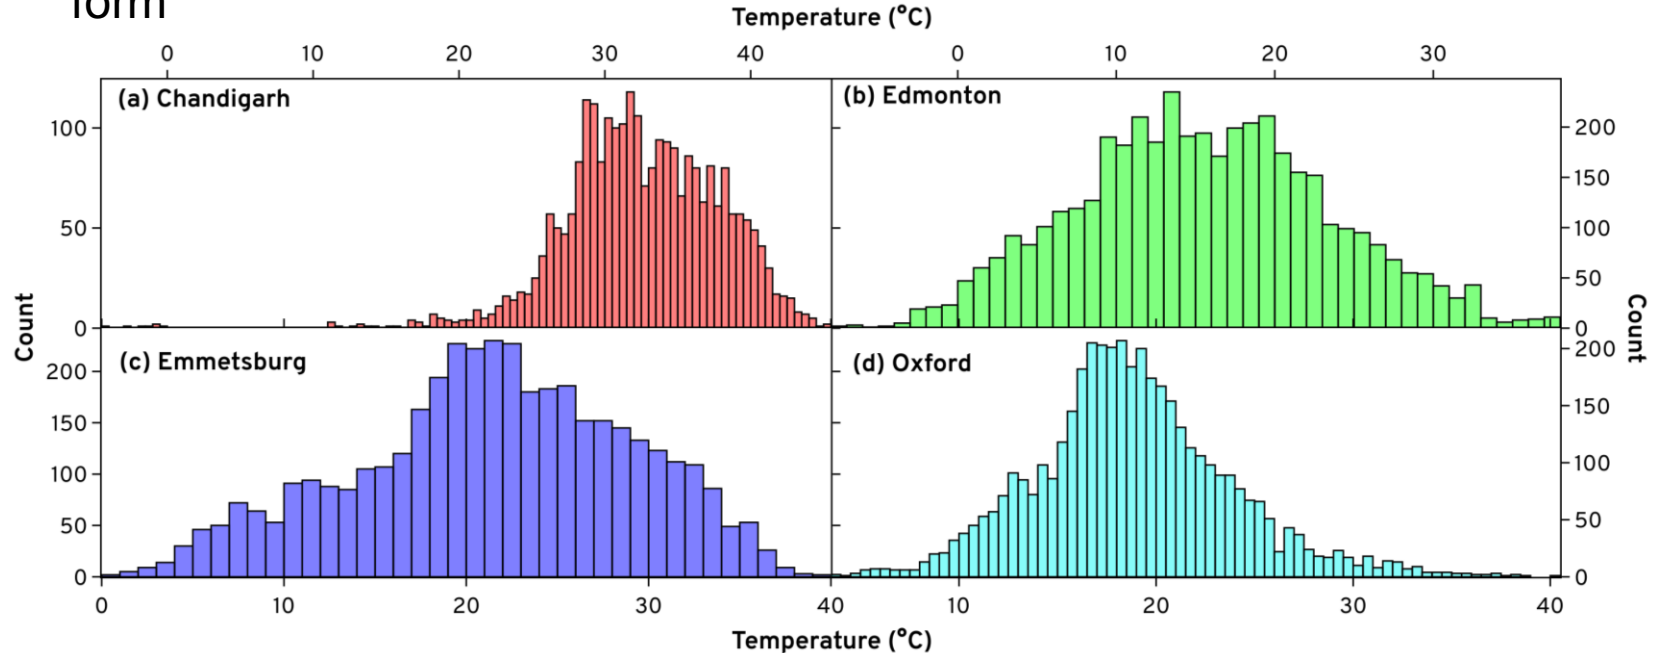 form
Temperature (°C)
0 10 20 30 40 0 10 20 30
(a) Chandigarh (b) Edmonton
100 200
150
50 100
50
0 0
Count Count
(c) Emmetsburg (d) Oxford
200 200
150 150
100 100
50 50
0 0
0 10 20 30 40 10 20 30 40
Temperature (°C)